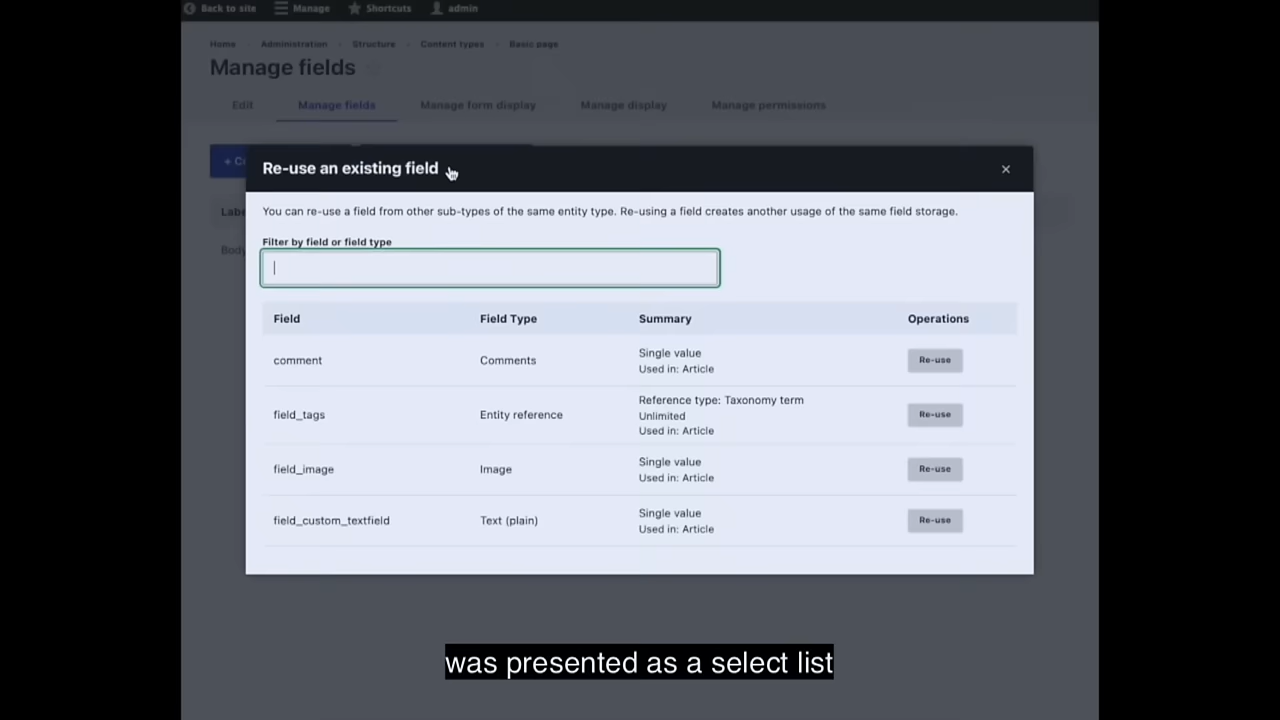 Back to site Manage Shortcuts admin
Home Administration Structure Content types Basic page
Manage fields
Edit Manage fields Manage form display Manage display Manage permissions
Re-use an existing field
You can re-use a field from other sub-types of the same entity type. Re-using a field creates another usage of the same field storage.
Filter by field or field type
Field Field Type Summary Operations
comment Comments Single value Re-use
Used in: Article
field_tags Entity reference Reference type: Taxonomy term Re-use
Unlimited
Used in: Article
field_image Image Single value Re-use
Used in: Article
field_custom_textfield Text (plain) Single value Re-use
Used in: Article
was presented as a select list